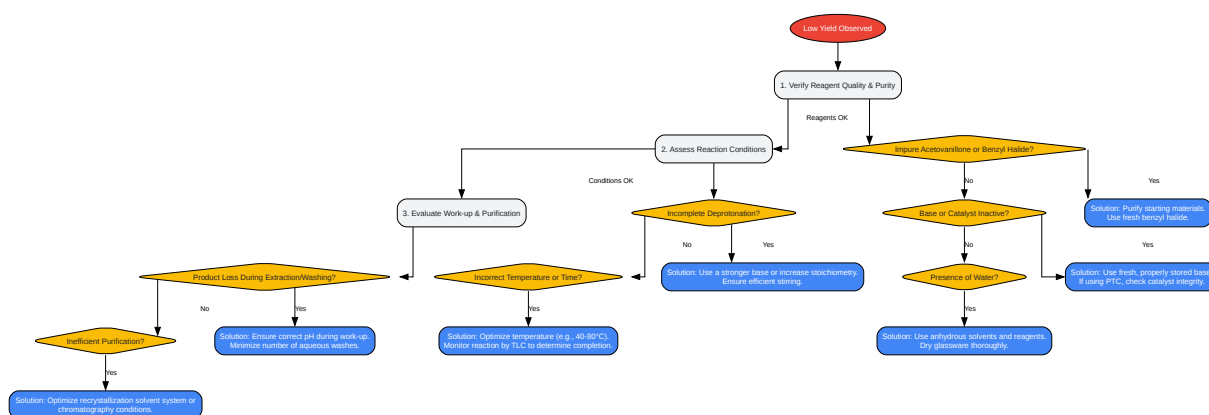 Low Yield Observed
1. Verify Reagent Quality & Purity
Reagents OK
2. Assess Reaction Conditions
Impure Acetovanillone or Benzyl Halide?
Conditions OK
No
Yes
3. Evaluate Work-up & Purification
Incomplete Deprotonation?
Base or Catalyst Inactive?
Solution: Purify starting materials.
Use fresh benzyl halide.
No
Yes
No
Yes
Product Loss During Extraction/Washing?
Incorrect Temperature or Time?
Solution: Use a stronger base or increase stoichiometry.
Ensure efficient stirring.
Presence of Water?
Solution: Use fresh, properly stored base
If using PTC, check catalyst integrity.
No
Yes
Yes
Yes
Inefficient Purification?
Solution: Ensure correct pH during work-up.
Minimize number of aqueous washes.
Solution: Optimize temperature (e.g., 40-80°C).
Monitor reaction by TLC to determine completion.
Solution: Use anhydrous solvents and reagents.
Dry glassware thoroughly.
Yes
Solution: Optimize recrystallization solvent system or
chromatography conditions.